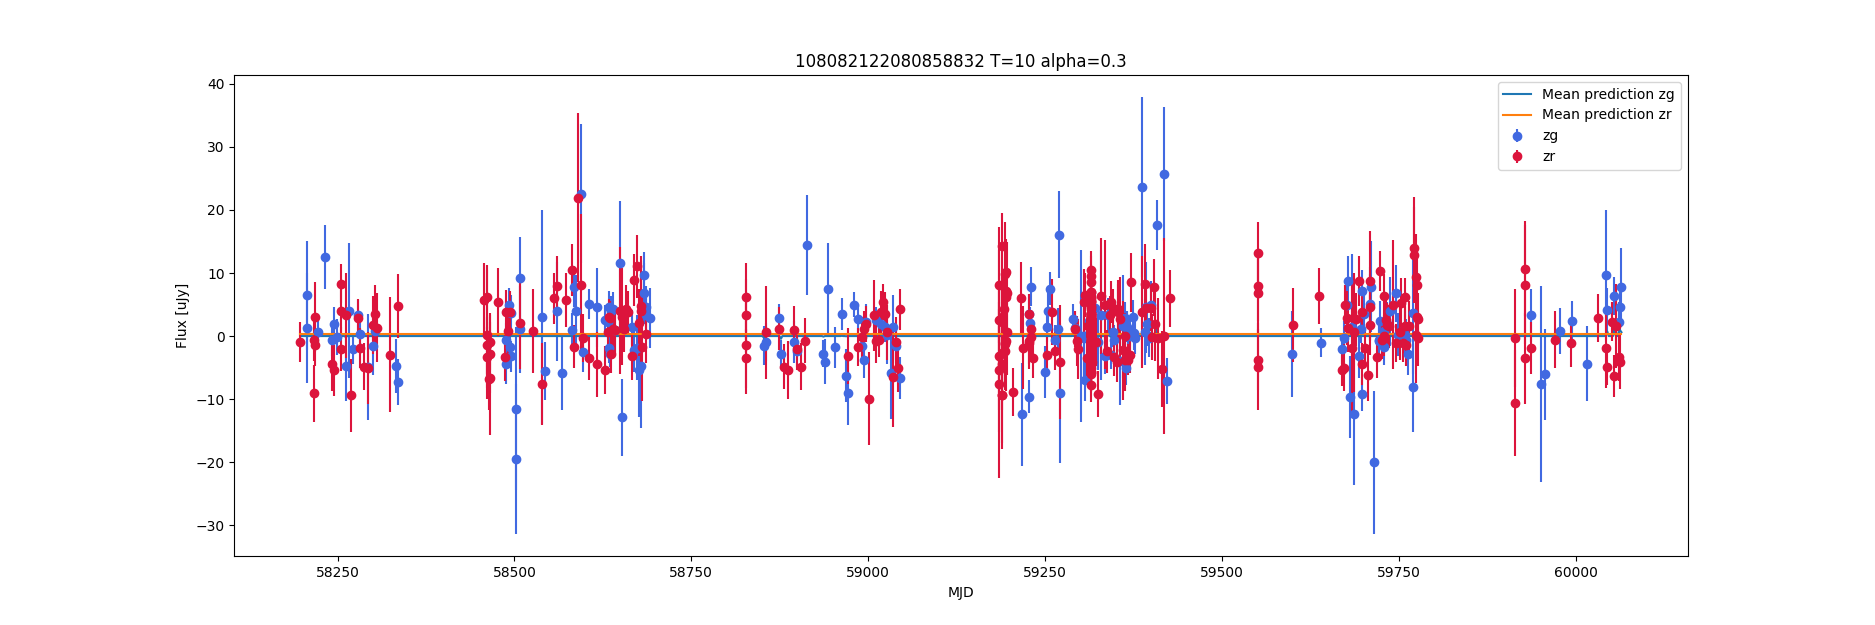 108082122080858832 T=10 alpha=0.3
40
30
20
10
0
−10
−20
−30
Flux [uJy]
Mean prediction zg
Mean prediction zr
zg
zr
58250 58500 58750 59000 59250 59500 59750 60000
MJD